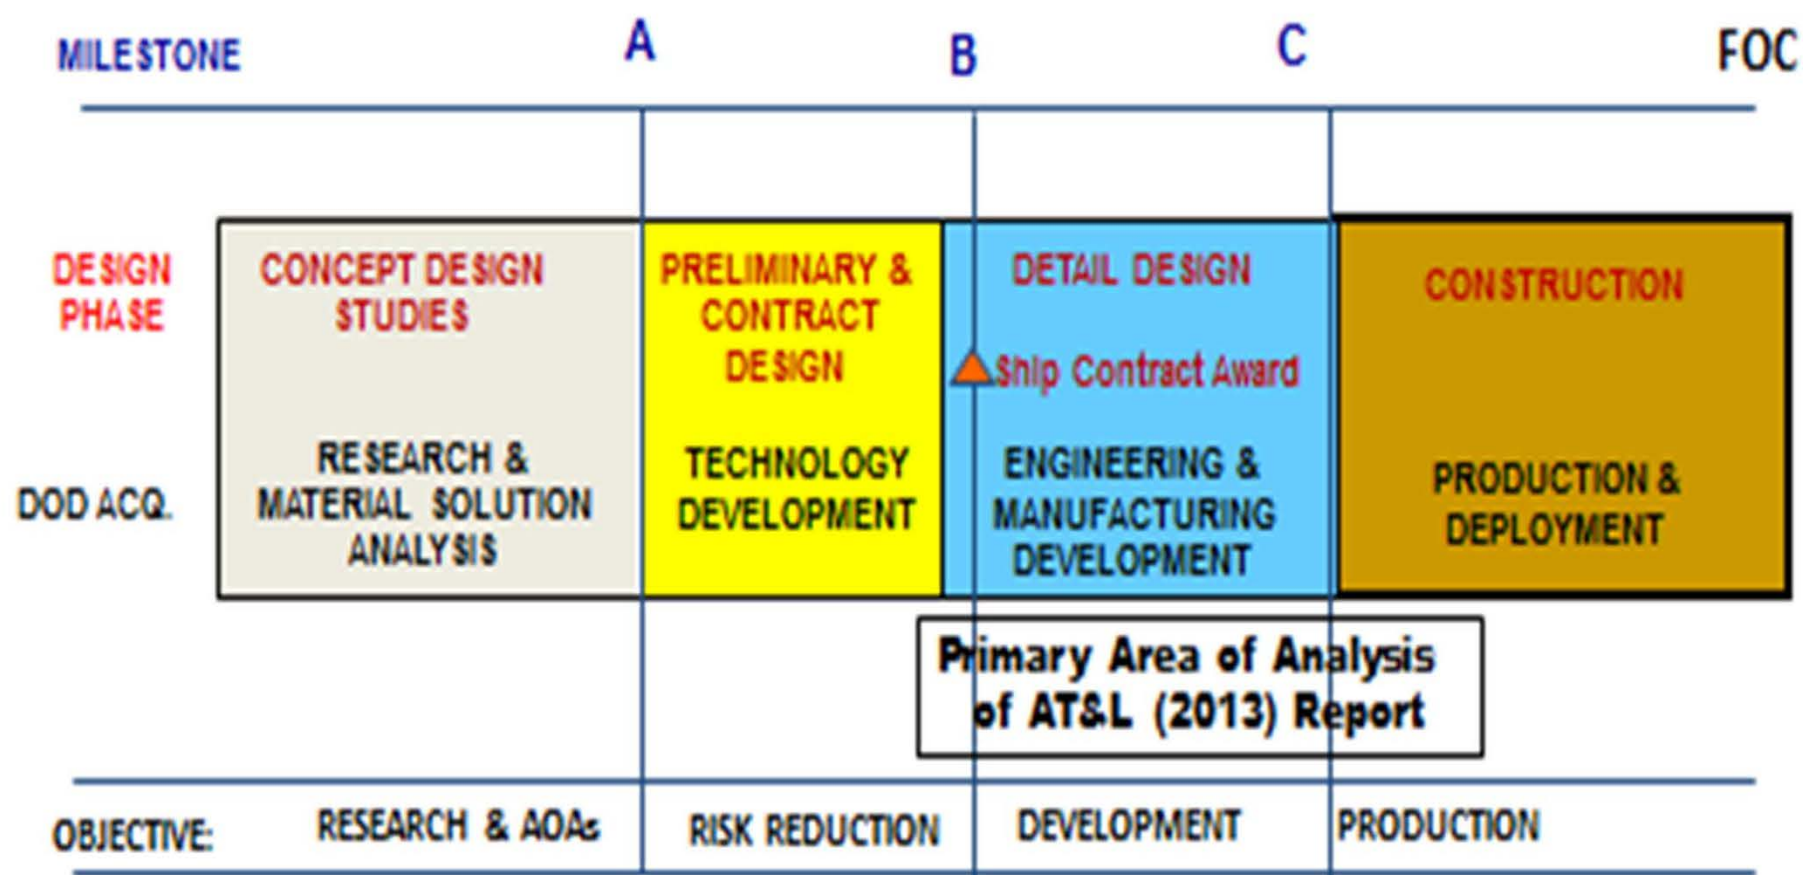 MILESTONE
A
B
C
FOC
DESIGN
PHASE
CONCEPT DESIGN
STUDIES
PRELIMINARY &
CONTRACT
DESIGN
DETAIL DESIGN
Ship Contract Award
CONSTRUCTION
DOD ACQ.
RESEARCH &
MATERIAL SOLUTION
ANALYSIS
TECHNOLOGY
DEVELOPMENT
ENGINEERING &
MANUFACTURING
DEVELOPMENT
PRODUCTION &
DEPLOYMENT
Primary Area of Analysis
of AT&L (2013) Report
OBJECTIVE:
RESEARCH & AOAs
RISK REDUCTION
DEVELOPMENT
PRODUCTION